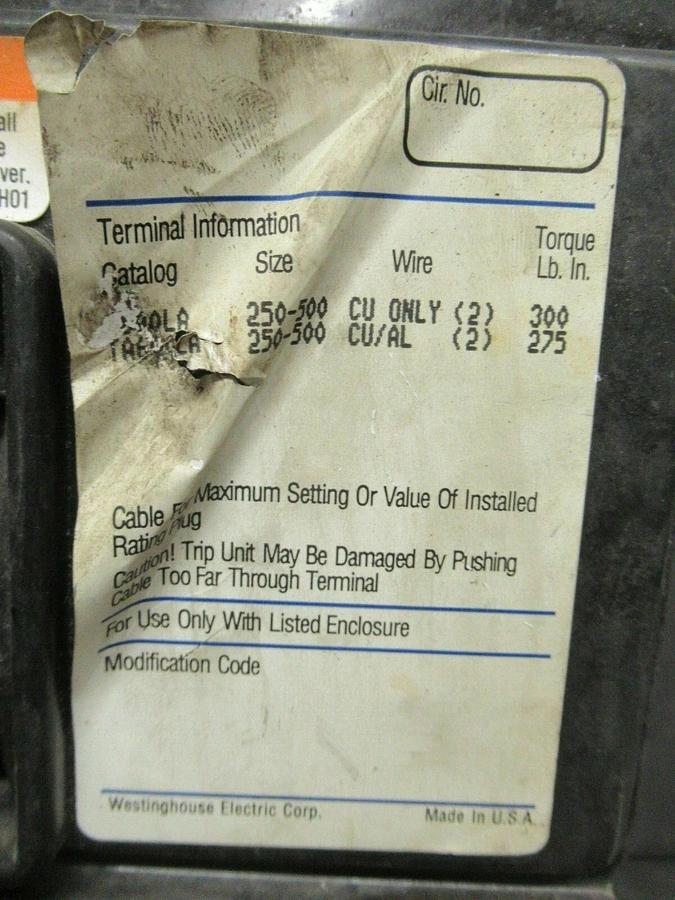 all
ver.
H01
Cir. No.
Terminal Information
Catalog Size Wire Torque Lb. In.
250-500 CU ONLY (2) 300
250-500 CU/AL (2) 275
Cable For Maximum Setting Or Value Of Installed
Rating Plug
Caution! Trip Unit May Be Damaged By Pushing
Cable Too Far Through Terminal
For Use Only With Listed Enclosure
Modification Code
Westinghouse Electric Corp. Made In U.S.A.